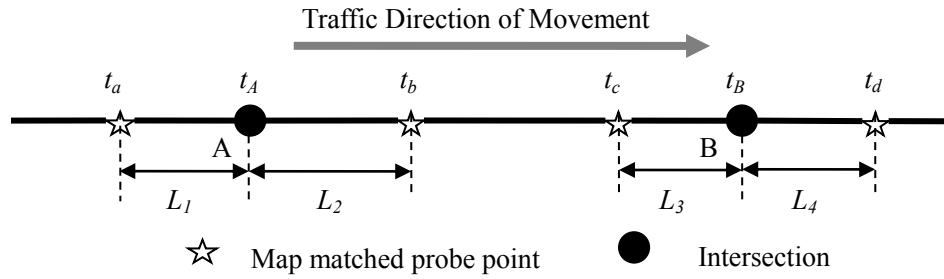 Traffic Direction of Movement
t_a t_A t_b t_c t_B t_d
A B
L_1 L_2 L_3 L_4
Map matched probe point Intersection